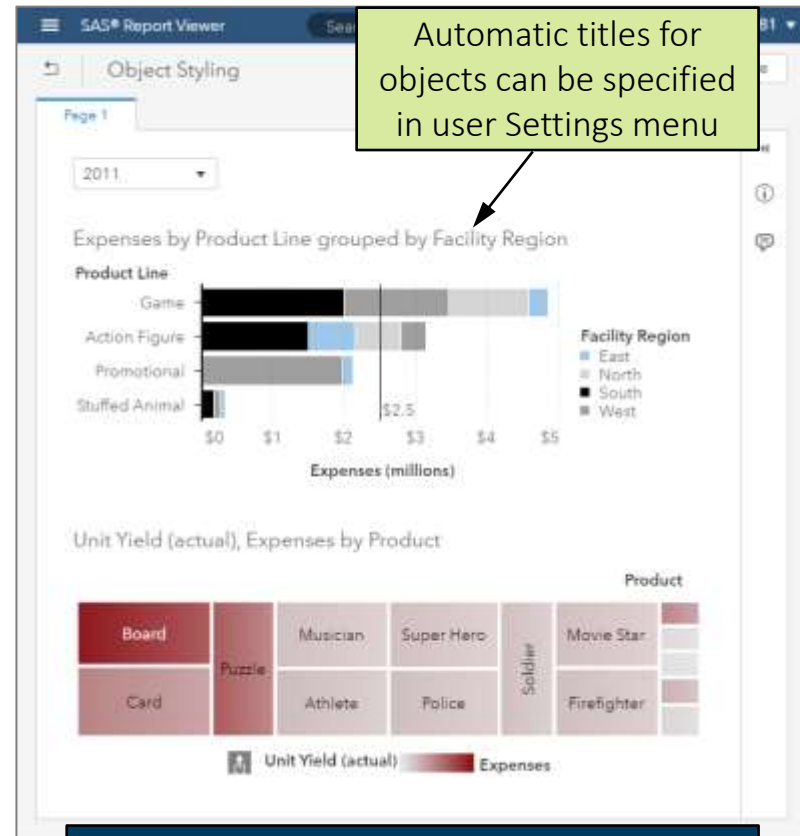 SAS® Report Viewer
Automatic titles for
objects can be specified
in user Settings menu
Object Styling
Page 1
2011
Expenses by Product Line grouped by Facility Region
Product Line
Game
Action Figure
Promotional
Stuffed Animal
$2.5
$0 $1 $2 $3 $4 $5
Expenses (millions)
Facility Region
East
North
South
West
Unit Yield (actual), Expenses by Product
Product
Board
Puzzle
Musician
Super Hero
Soldier
Movie Star
Card
Athlete
Police
Firefighter
Unit Yield (actual)
Expenses